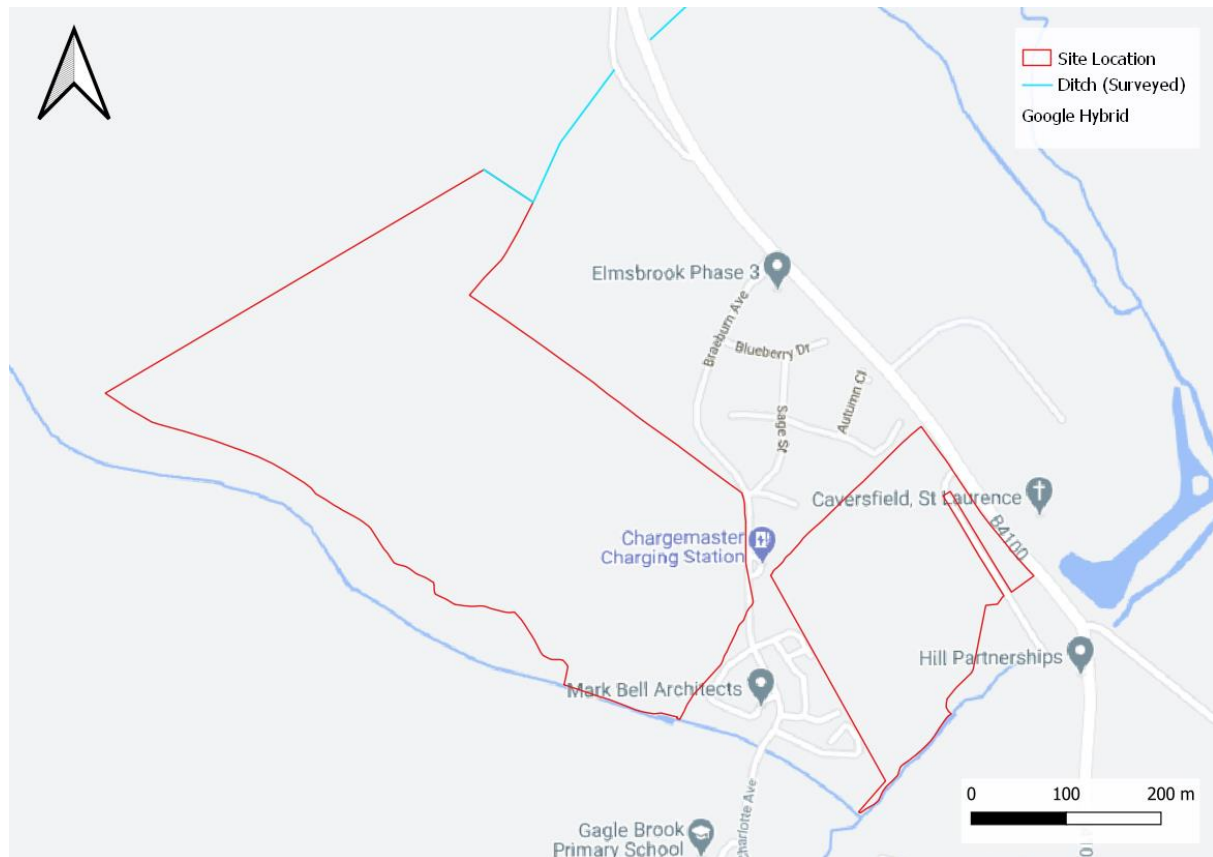 Site Location
Ditch (Surveyed)
Google Hybrid
Elmsbrook Phase 3
Braeburn Ave
Blueberry Dr
Sage St
Autumn Cl
Caversfield, St Laurence
B4100
Chargemaster
Charging Station
Hill Partnerships
Mark Bell Architects
Charlotte Ave
Gagle Brook
Primary School
0 100 200 m